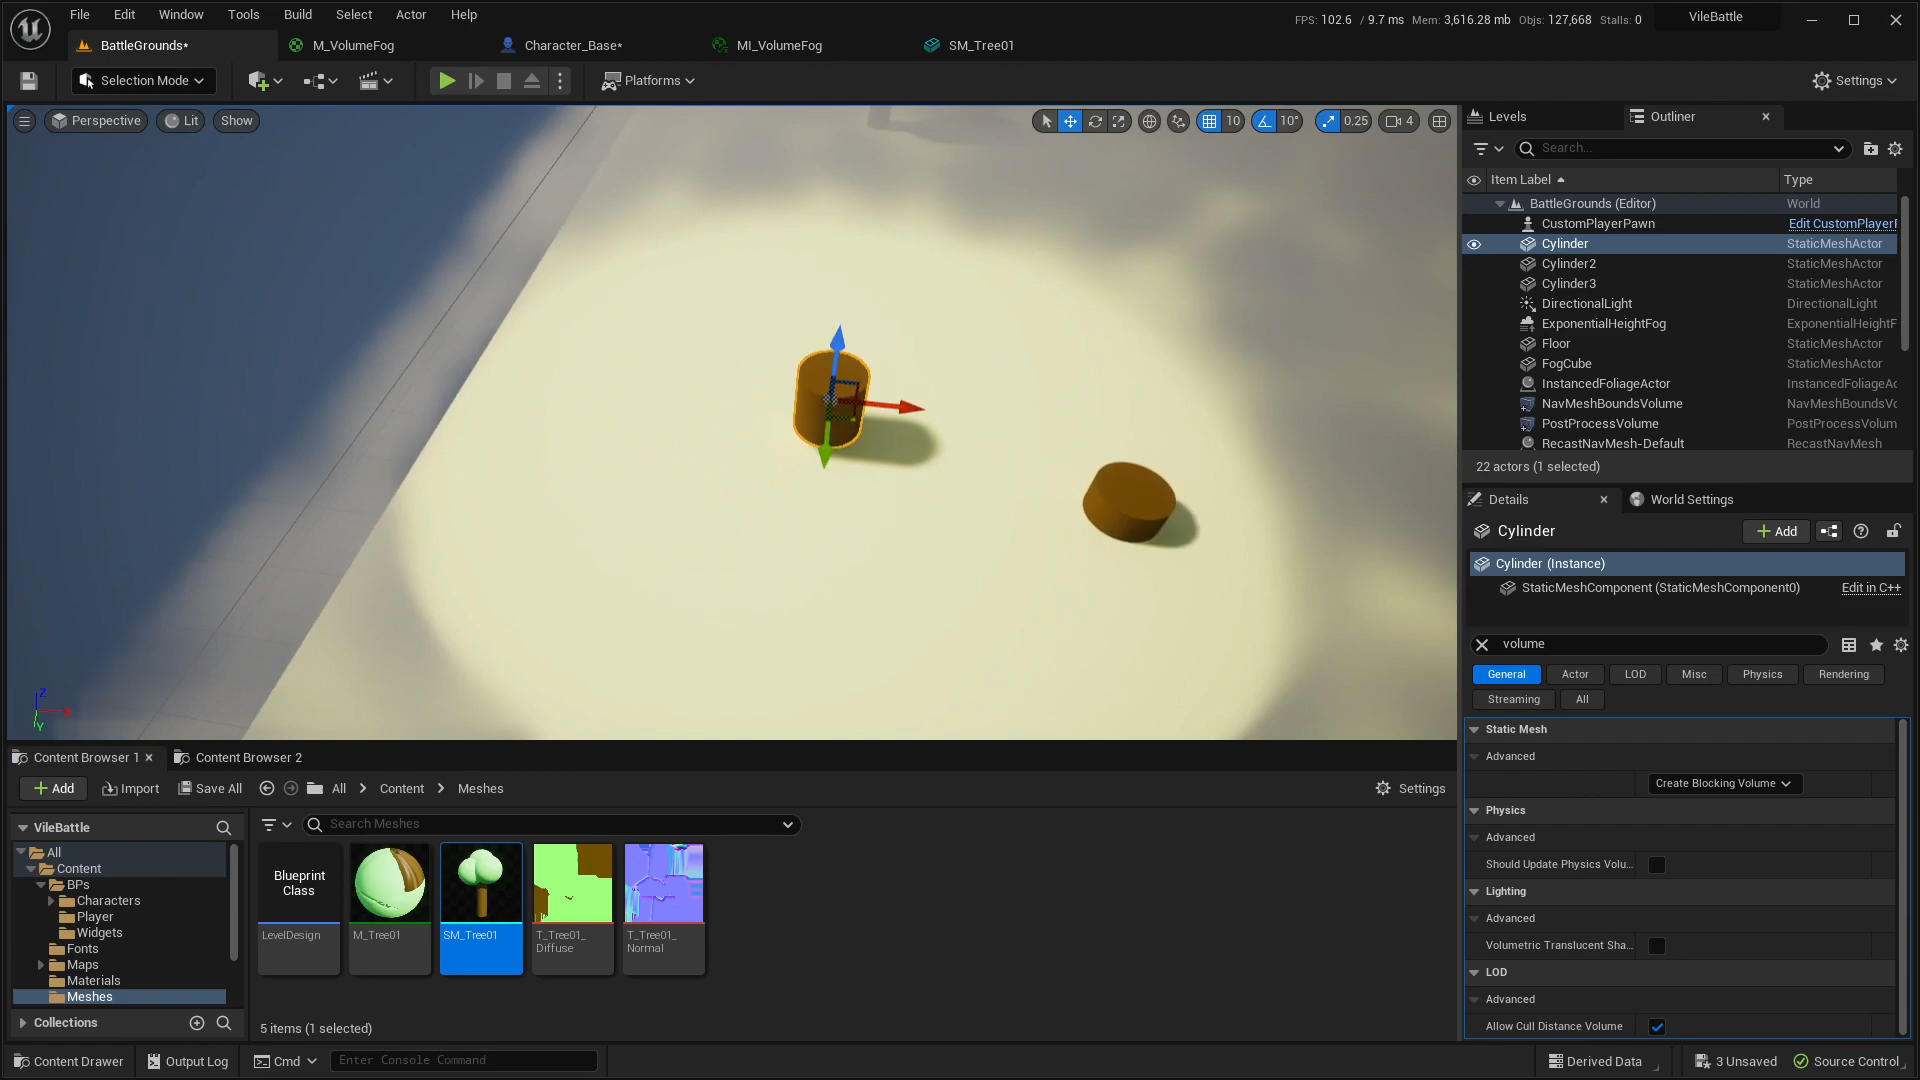 File Edit Window Tools Build Select Actor Help
FPS: 102.6 / 9.7 ms Mem: 3,616.28 mb Objs: 127,668 Stalls: 0
VileBattle
BattleGrounds* M_VolumeFog Character_Base* MI_VolumeFog SM_Tree01
Selection Mode Platforms Settings
Perspective Lit Show 10 10° 0.25 4
Levels Outliner
Search...
Item Label Type
BattleGrounds (Editor) World
CustomPlayerPawn Edit CustomPlayerP
Cylinder StaticMeshActor
Cylinder2 StaticMeshActor
Cylinder3 StaticMeshActor
DirectionalLight DirectionalLight
ExponentialHeightFog ExponentialHeightF
Floor StaticMeshActor
FogCube StaticMeshActor
InstancedFoliageActor InstancedFoliageAc
NavMeshBoundsVolume NavMeshBoundsVo
PostProcessVolume PostProcessVolum
RecastNavMesh-Default RecastNavMesh
22 actors (1 selected)
Details World Settings
Cylinder Add
Cylinder (Instance)
StaticMeshComponent (StaticMeshComponent0) Edit in C++
volume
General Actor LOD Misc Physics Rendering
Streaming All
Static Mesh
Advanced
Create Blocking Volume
Physics
Advanced
Should Update Physics Volu...
Lighting
Advanced
Volumetric Translucent Sha...
LOD
Advanced
Allow Cull Distance Volume
Z
X
Y
Content Browser 1 Content Browser 2
Add Import Save All All Content Meshes Settings
VileBattle
Search Meshes
All
Content
BPs
Characters
Player
Widgets
Fonts
Maps
Materials
Meshes
Collections
Blueprint
Class
LevelDesign
M_Tree01
SM_Tree01
T_Tree01_
Diffuse
T_Tree01_
Normal
5 items (1 selected)
Content Drawer Output Log Cmd Enter Console Command Derived Data 3 Unsaved Source Control